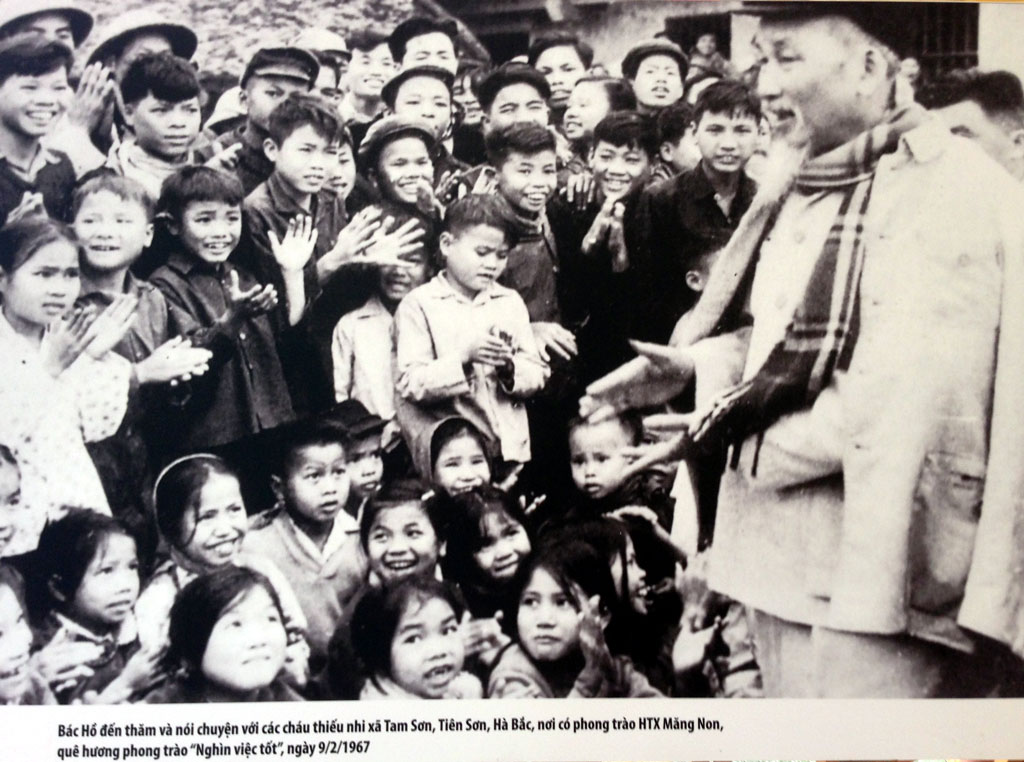 Bác Hồ đến thăm và nói chuyện với các cháu thiếu nhi xã Tam Sơn, Tiên Sơn, Hà Bắc, nơi có phong trào HTX Măng Non,
quê hương phong trào "Nghìn việc tốt", ngày 9/2/1967